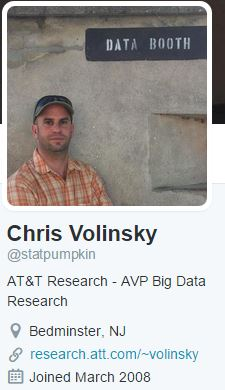 DATA BOOTH
Chris Volinsky
@statpumpkin
AT&T Research - AVP Big Data
Research
Bedminster, NJ
research.att.com/~volinsky
Joined March 2008